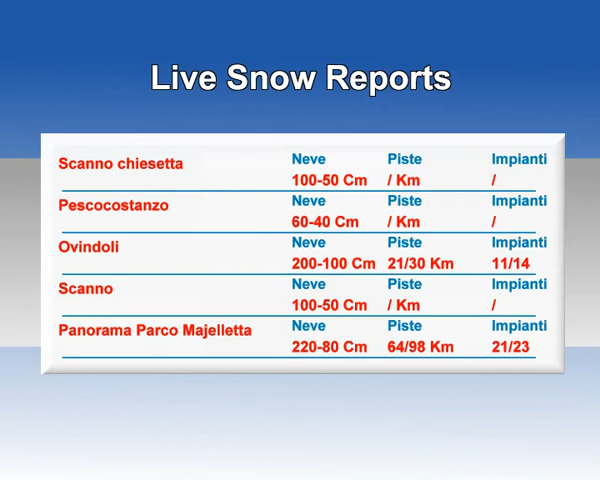 Live Snow Reports
Scanno chiesetta Neve Piste Impianti
100-50 Cm / Km /
Pescocostanzo Neve Piste Impianti
60-40 Cm / Km /
Ovindoli Neve Piste Impianti
200-100 Cm 21/30 Km 11/14
Scanno Neve Piste Impianti
100-50 Cm / Km /
Panorama Parco Majelletta Neve Piste Impianti
220-80 Cm 64/98 Km 21/23